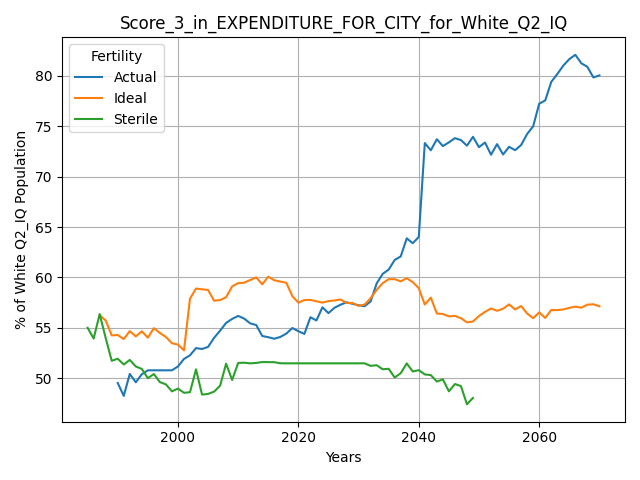 Score_3_in_EXPENDITURE_FOR_CITY_for_White_Q2_IQ
Fertility
Actual
Ideal
Sterile
% of White Q2_IQ Population
80
75
70
65
60
55
50
2000
2020
2040
2060
Years